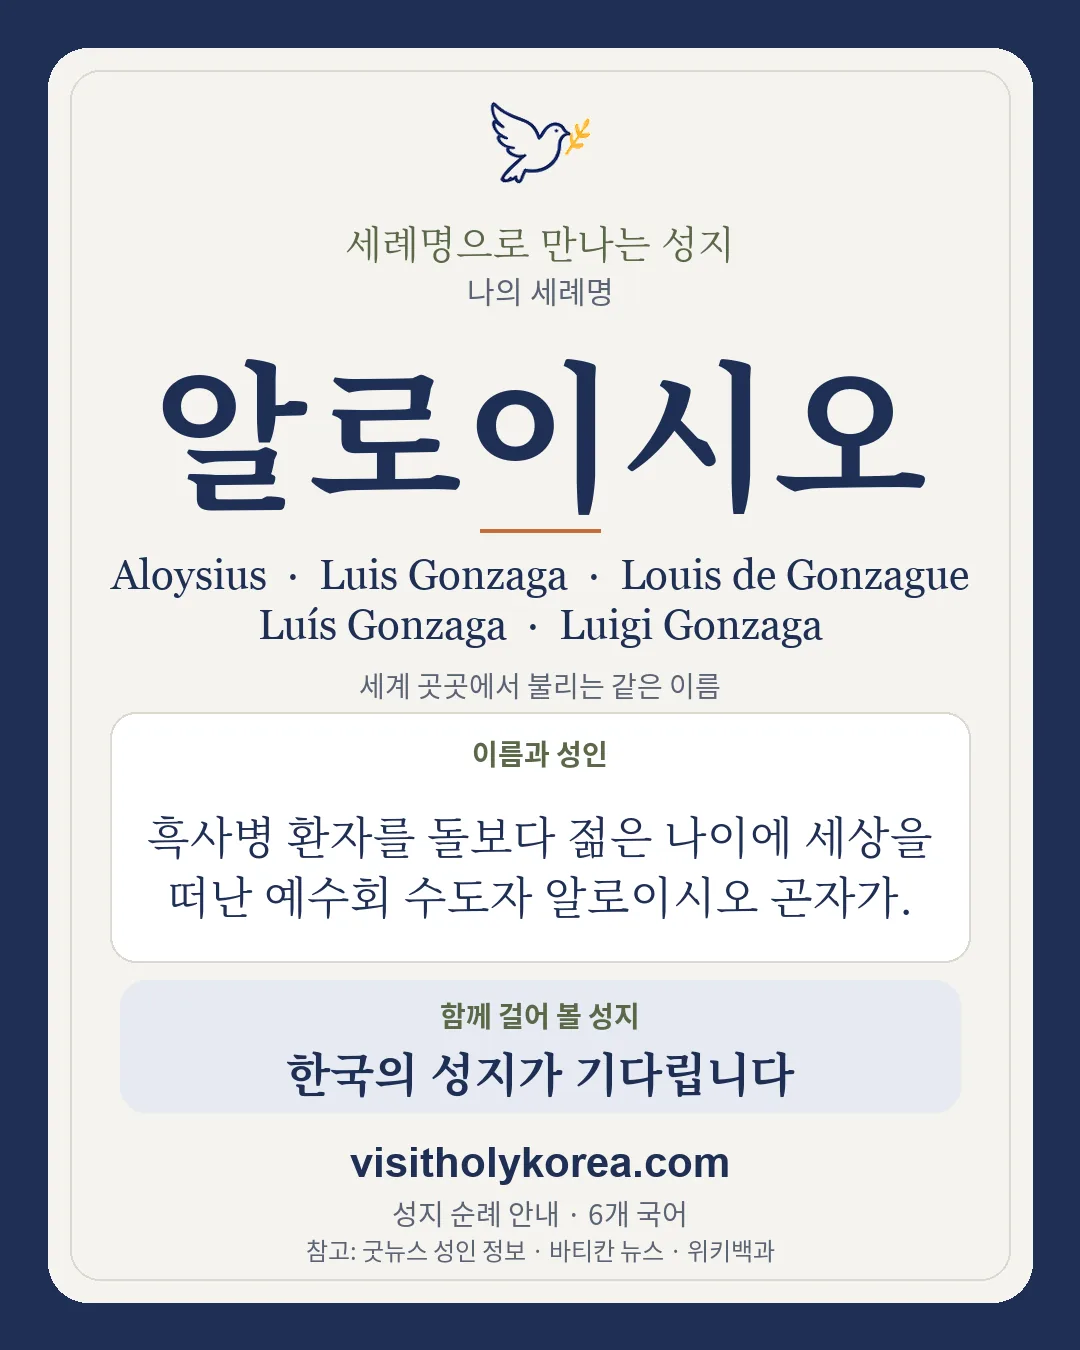 세례명으로 만나는 성지
나의 세례명
알로이시오
Aloysius · Luis Gonzaga · Louis de Gonzague
Luís Gonzaga · Luigi Gonzaga
세계 곳곳에서 불리는 같은 이름
이름과 성인
흑사병 환자를 돌보다 젊은 나이에 세상을
떠난 예수회 수도자 알로이시오 곤자가.
함께 걸어 볼 성지
한국의 성지가 기다립니다
visitholykorea.com
성지 순례 안내 · 6개 국어
참고: 굿뉴스 성인 정보 · 바티칸 뉴스 · 위키백과